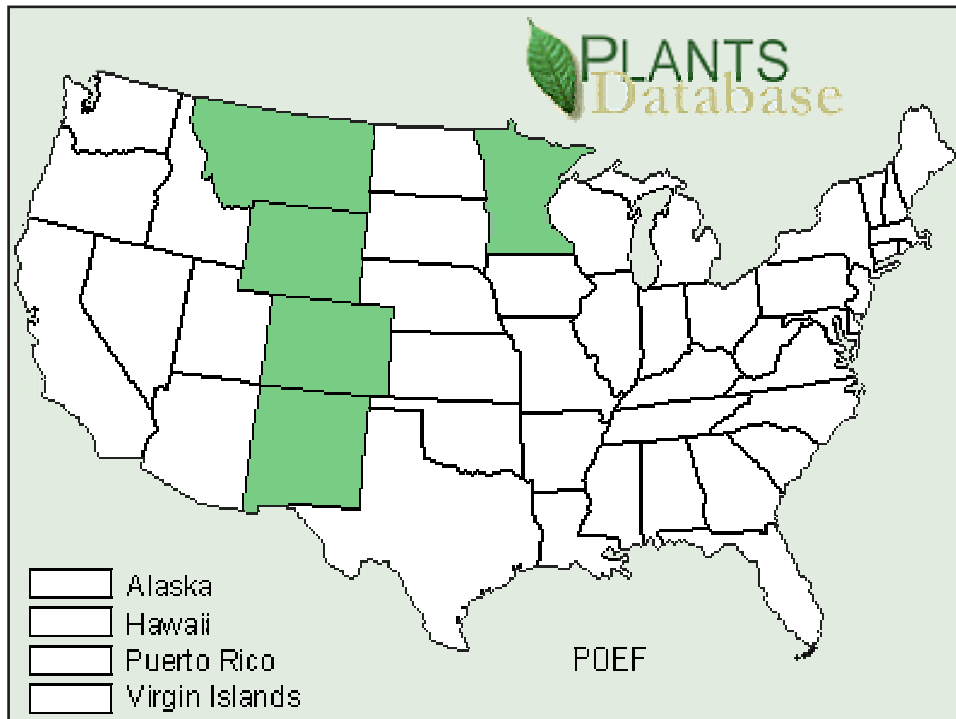 PLANTS
Database
Alaska
Hawaii
Puerto Rico
Virgin Islands
POEF